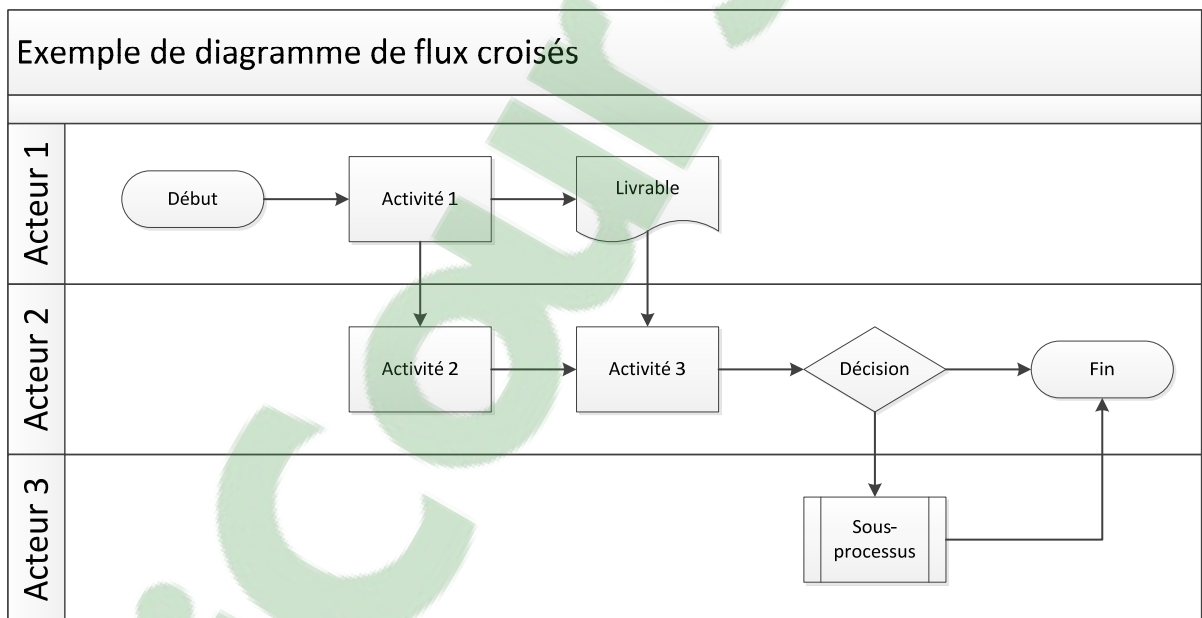 Exemple de diagramme de flux croisés
Acteur 1
Début
Activité 1
Livrable
Acteur 2
Activité 2
Activité 3
Décision
Fin
Acteur 3
Sous-
processus